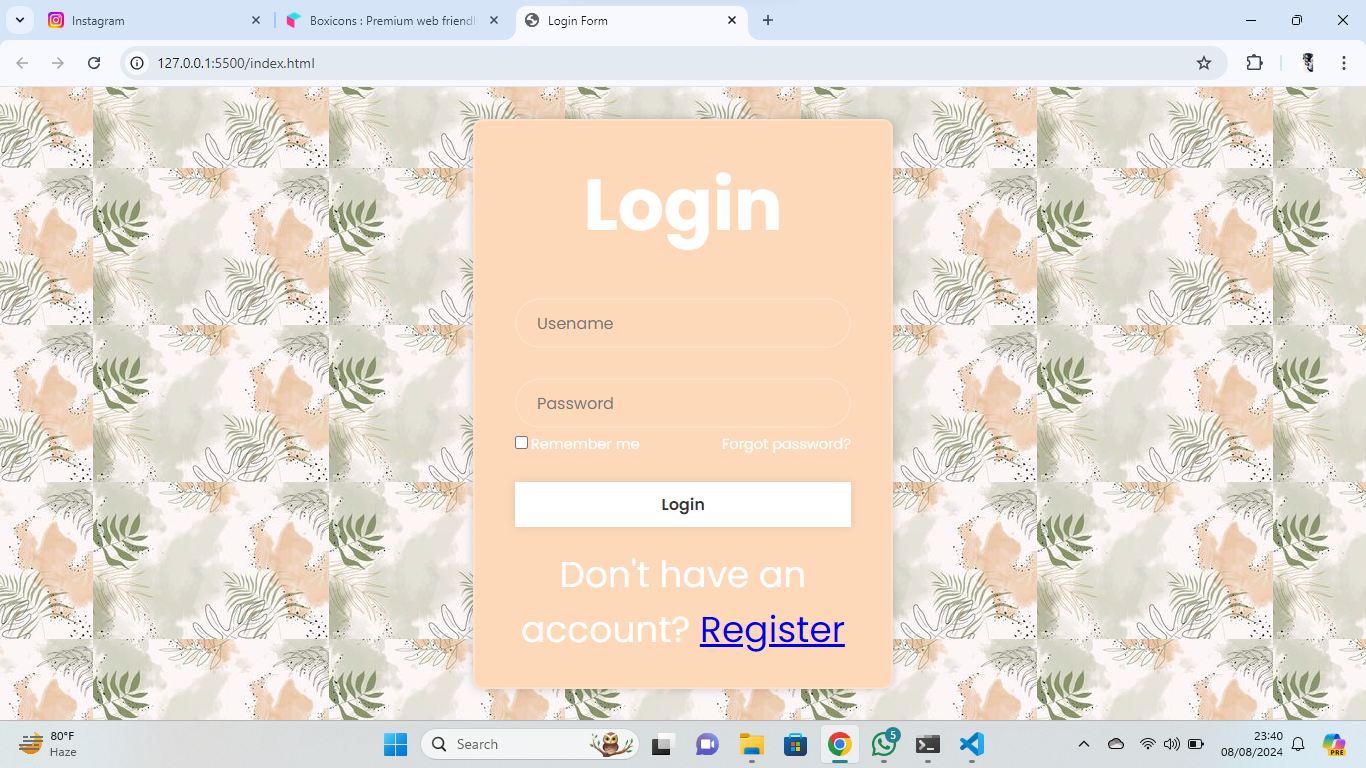 Instagram
Boxicons : Premium web friendl
Login Form
127.0.0.1:5500/index.html
Login
Usename
Password
Remember me Forgot password?
Login
Don't have an
account? Register
80°F
Haze
Search
5
23:40
08/08/2024
PRE